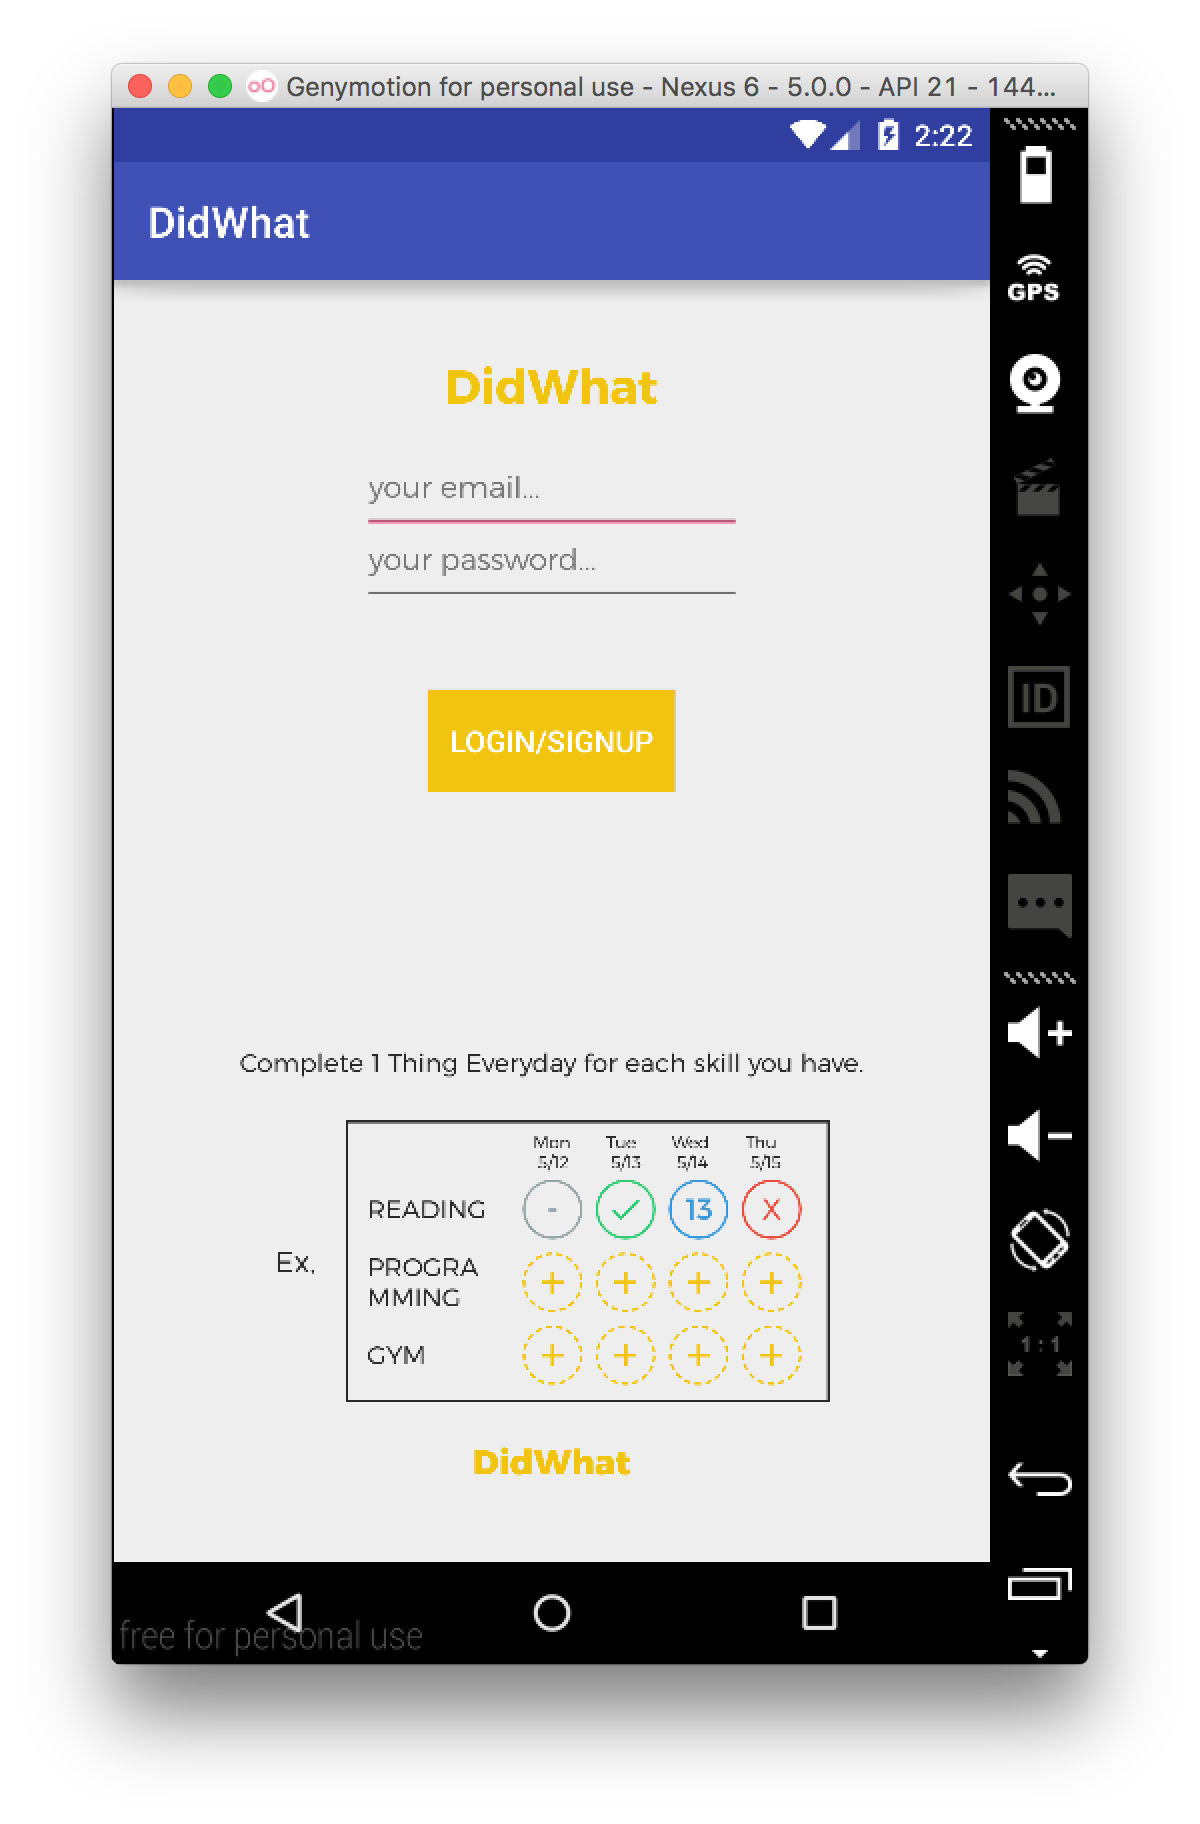 Genymotion for personal use - Nexus 6 - 5.0.0 - API 21 - 144...
2:22
DidWhat
GPS
DidWhat
your email...
your password...
ID
LOGIN/SIGNUP
Complete 1 Thing Everyday for each skill you have.
Mon Tue Wed Thu
5/12 5/13 5/14 5/15
READING - 13 X
Ex,
PROGRA
MMING
+ + + +
GYM + + + +
1 : 1
DidWhat
free for personal use